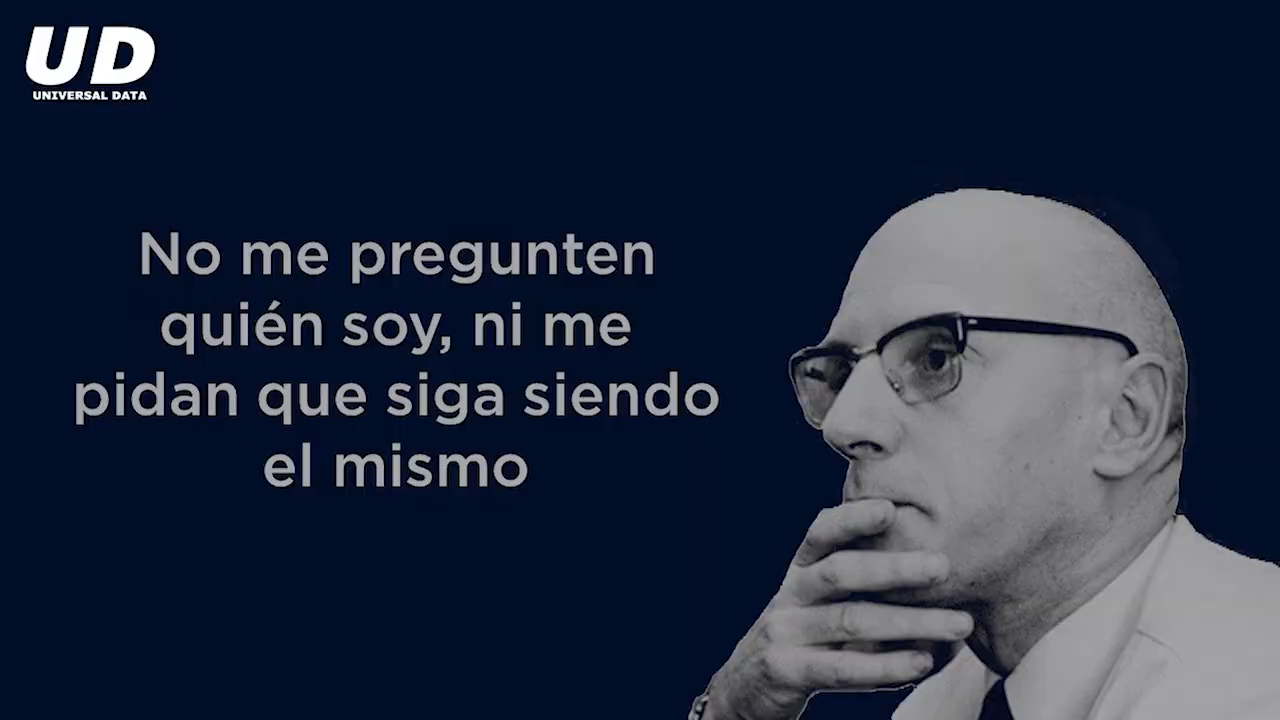 UD
UNIVERSAL DATA
No me pregunten
quién soy, ni me
pidan que siga siendo
el mismo